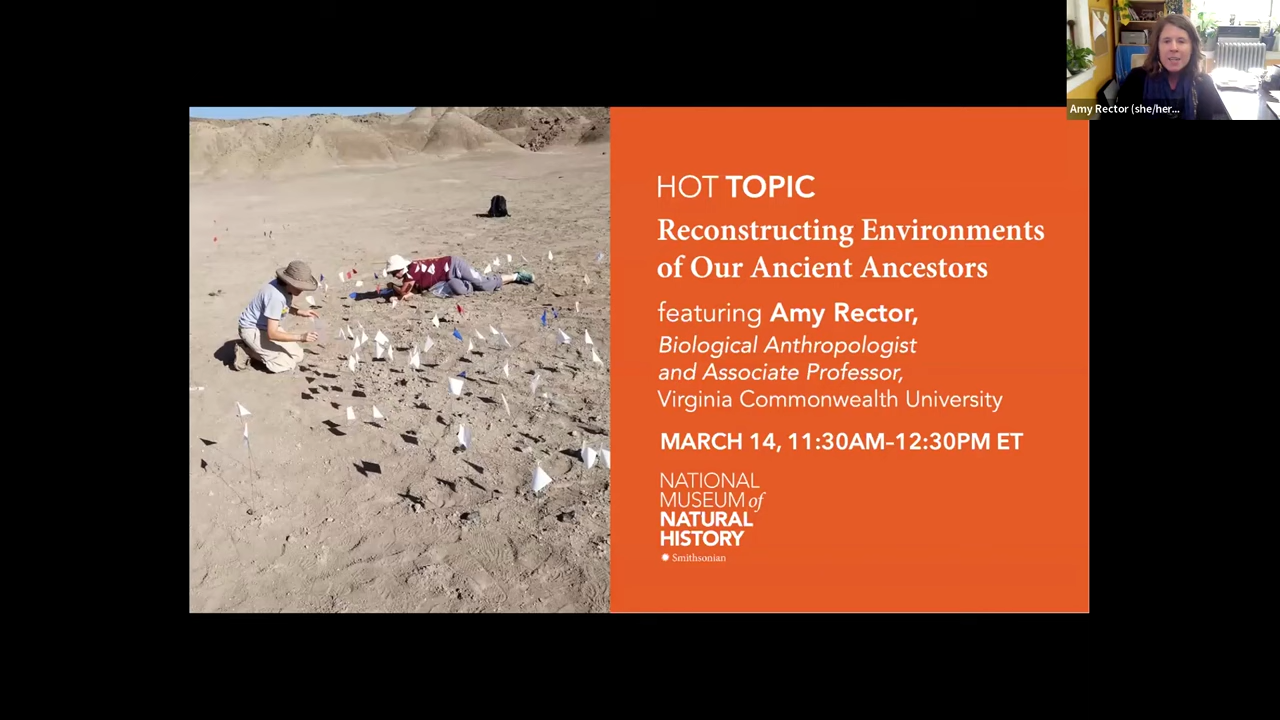 Amy Rector (she/her...
HOT TOPIC
Reconstructing Environments
of Our Ancient Ancestors
featuring Amy Rector,
Biological Anthropologist
and Associate Professor,
Virginia Commonwealth University
MARCH 14, 11:30AM–12:30PM ET
NATIONAL
MUSEUM of
NATURAL
HISTORY
Smithsonian